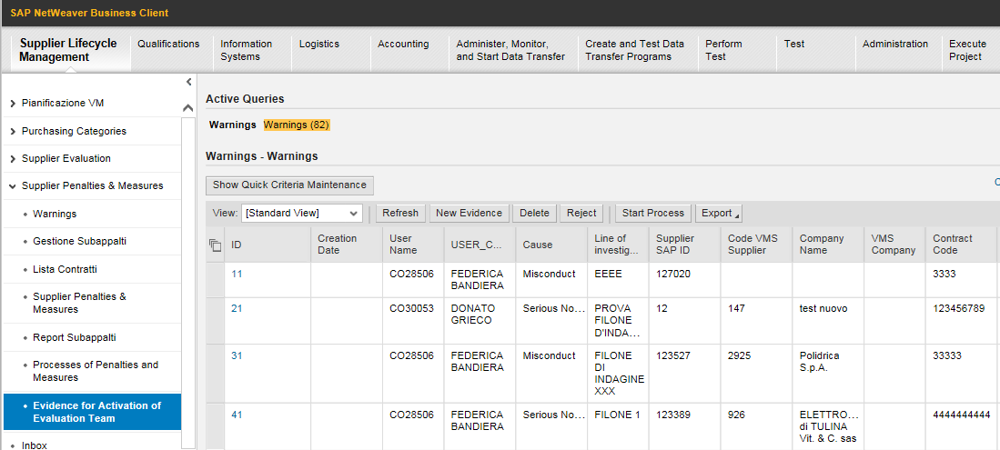 SAP NetWeaver Business Client
Supplier Lifecycle
Management
Qualifications
Information
Systems
Logistics
Accounting
Administer, Monitor,
and Start Data Transfer
Create and Test Data
Transfer Programs
Perform
Test
Test
Administration
Execute
Project
Pianificazione VM
Purchasing Categories
Supplier Evaluation
Supplier Penalties & Measures
Warnings
Gestione Subappalti
Lista Contratti
Supplier Penalties &
Measures
Report Subappalti
Processes of Penalties and
Measures
Evidence for Activation of
Evaluation Team
Inbox
Active Queries
Warnings Warnings (82)
Warnings - Warnings
Show Quick Criteria Maintenance
View: [Standard View] Refresh New Evidence Delete Reject Start Process Export
ID
Creation
Date
User
Name
USER_C...
Cause
Line of
investig...
Supplier
SAP ID
Code VMS
Supplier
Company
Name
VMS
Company
Contract
Code
11
CO28506
FEDERICA
BANDIERA
Misconduct
EEEE
127020
3333
21
CO30053
DONATO
GRIECO
Serious No...
PROVA
FILONE
D'INDA...
12
147
test nuovo
123456789
31
CO28506
FEDERICA
BANDIERA
Misconduct
FILONE
DI
INDAGINE
XXX
123527
2925
Polidrica
S.p.A.
33333
41
CO28506
FEDERICA
BANDIERA
Serious No...
FILONE 1
123389
926
ELETTRO...
di TULINA
Vit. & C. sas
4444444444